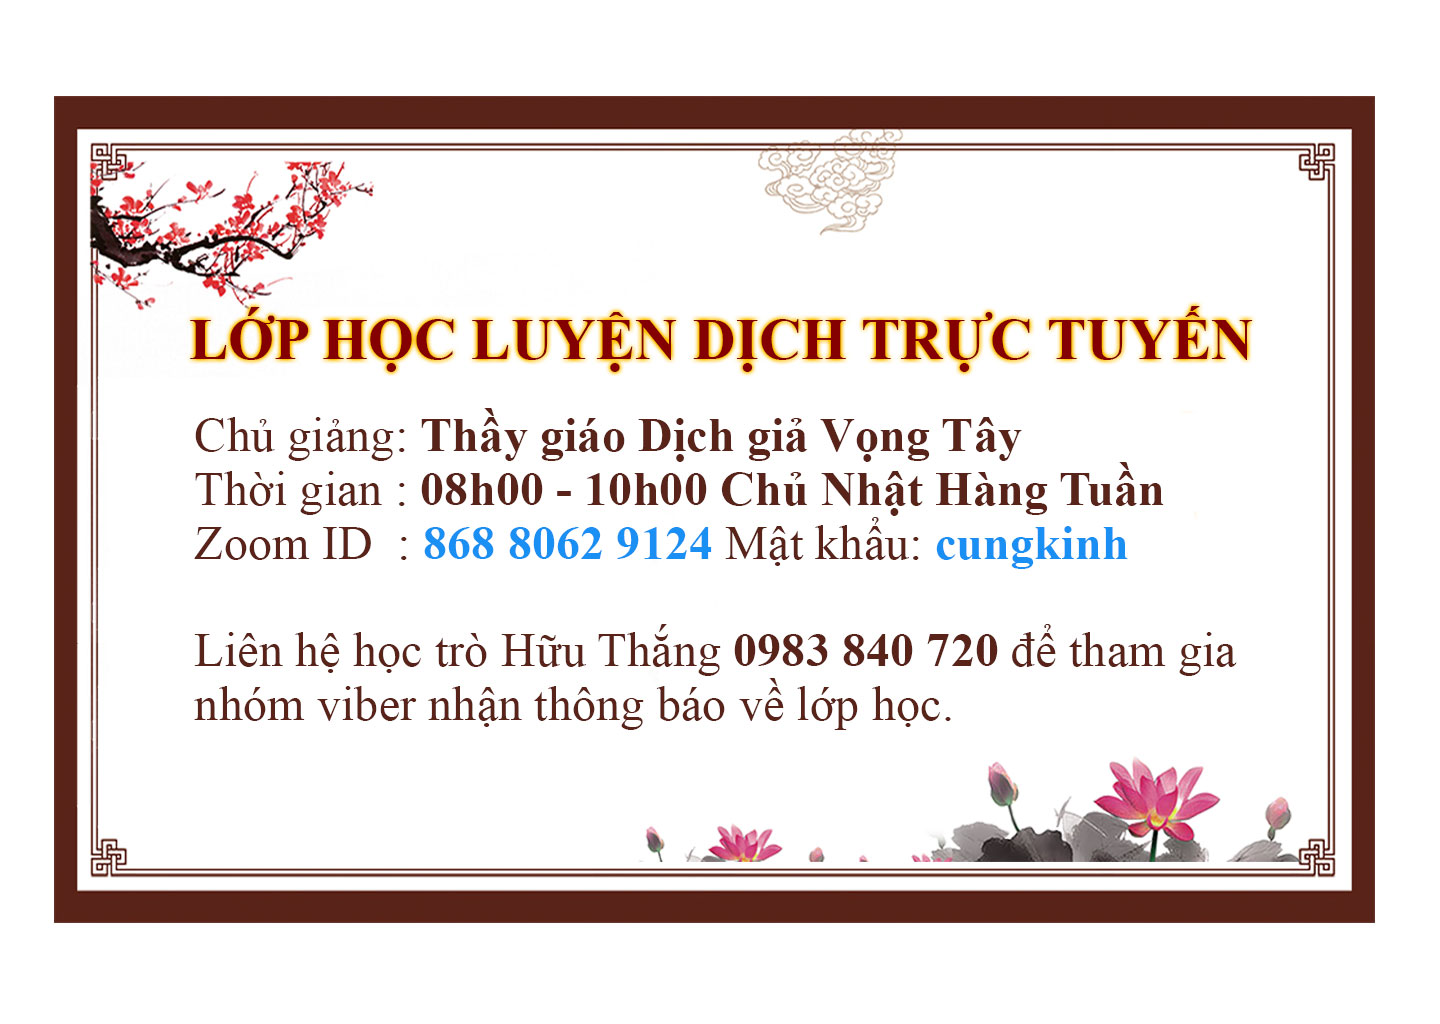 LỚP HỌC LUYỆN DỊCH TRỰC TUYẾN
Chủ giảng: Thầy giáo Dịch giả Vọng Tây
Thời gian : 08h00 - 10h00 Chủ Nhật Hàng Tuần
Zoom ID : 868 8062 9124 Mật khẩu: cungkinh
Liên hệ học trò Hữu Thắng 0983 840 720 để tham gia
nhóm viber nhận thông báo về lớp học.